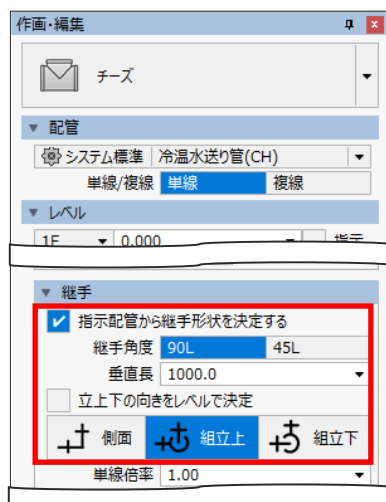 作画・編集
チーズ
配管
システム標準 冷温水送り管(CH)
単線/複線 単線 複線
レベル
1F 0.000 指示
継手
指示配管から継手形状を決定する
継手角度 90L 45L
垂直長 1000.0
立上下の向きをレベルで決定
側面 組立上 組立下
単線倍率 1.00